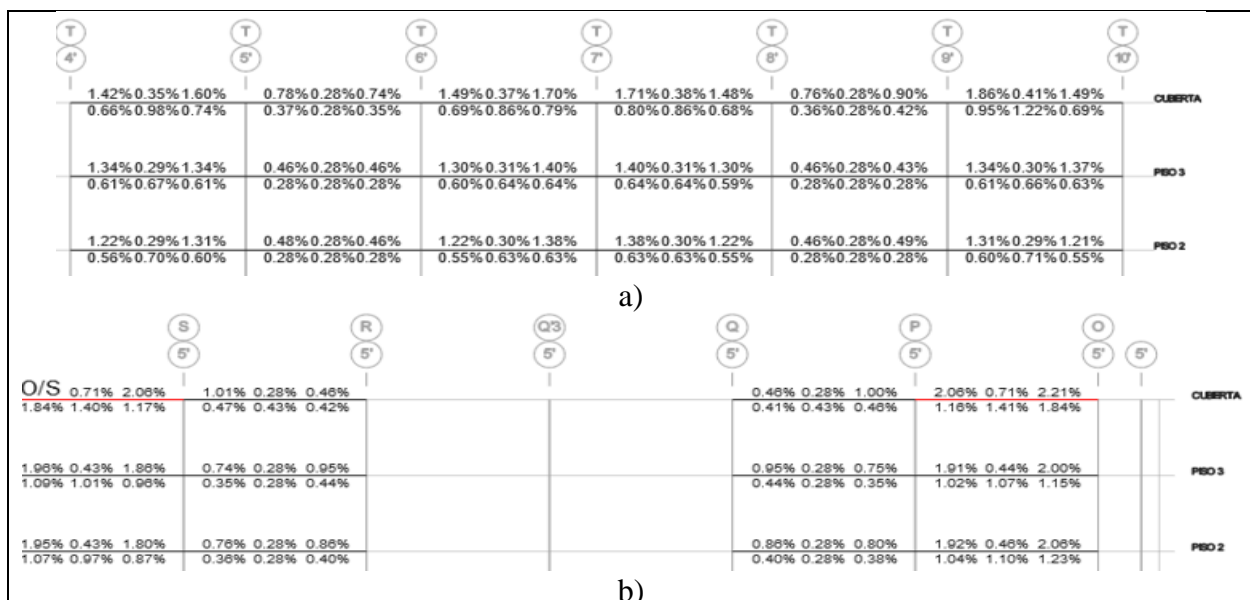 T T T T T T T
4' 5' 6' 7' 8' 9' 10'
1.42% 0.35% 1.60% 0.78% 0.28% 0.74% 1.49% 0.37% 1.70% 1.71% 0.38% 1.48% 0.76% 0.28% 0.90% 1.86% 0.41% 1.49% CUBIERTA
0.66% 0.98% 0.74% 0.37% 0.28% 0.35% 0.69% 0.86% 0.79% 0.80% 0.86% 0.68% 0.36% 0.28% 0.42% 0.95% 1.22% 0.69%
1.34% 0.29% 1.34% 0.46% 0.28% 0.46% 1.30% 0.31% 1.40% 1.40% 0.31% 1.30% 0.46% 0.28% 0.43% 1.34% 0.30% 1.37% PISO 3
0.61% 0.67% 0.61% 0.28% 0.28% 0.28% 0.60% 0.64% 0.64% 0.64% 0.64% 0.59% 0.28% 0.28% 0.28% 0.61% 0.66% 0.63%
1.22% 0.29% 1.31% 0.48% 0.28% 0.46% 1.22% 0.30% 1.38% 1.38% 0.30% 1.22% 0.46% 0.28% 0.49% 1.31% 0.29% 1.21% PISO 2
0.56% 0.70% 0.60% 0.28% 0.28% 0.28% 0.55% 0.63% 0.63% 0.63% 0.63% 0.55% 0.28% 0.28% 0.28% 0.60% 0.71% 0.55%
a)
S R Q'3 Q P O
5' 5' 5' 5' 5' 5' 5'
O/S 0.71% 2.06% 1.01% 0.28% 0.46% 0.46% 0.28% 1.00% 2.06% 0.71% 2.21% CUBIERTA
1.84% 1.40% 1.17% 0.47% 0.43% 0.42% 0.41% 0.43% 0.46% 1.16% 1.41% 1.84%
1.96% 0.43% 1.86% 0.74% 0.28% 0.95% 0.95% 0.28% 0.75% 1.91% 0.44% 2.00% PISO 3
1.09% 1.01% 0.96% 0.35% 0.28% 0.44% 0.44% 0.28% 0.35% 1.02% 1.07% 1.15%
1.95% 0.43% 1.80% 0.76% 0.28% 0.86% 0.86% 0.28% 0.80% 1.92% 0.46% 2.06% PISO 2
1.07% 0.97% 0.87% 0.36% 0.28% 0.40% 0.40% 0.28% 0.38% 1.04% 1.10% 1.23%
b)